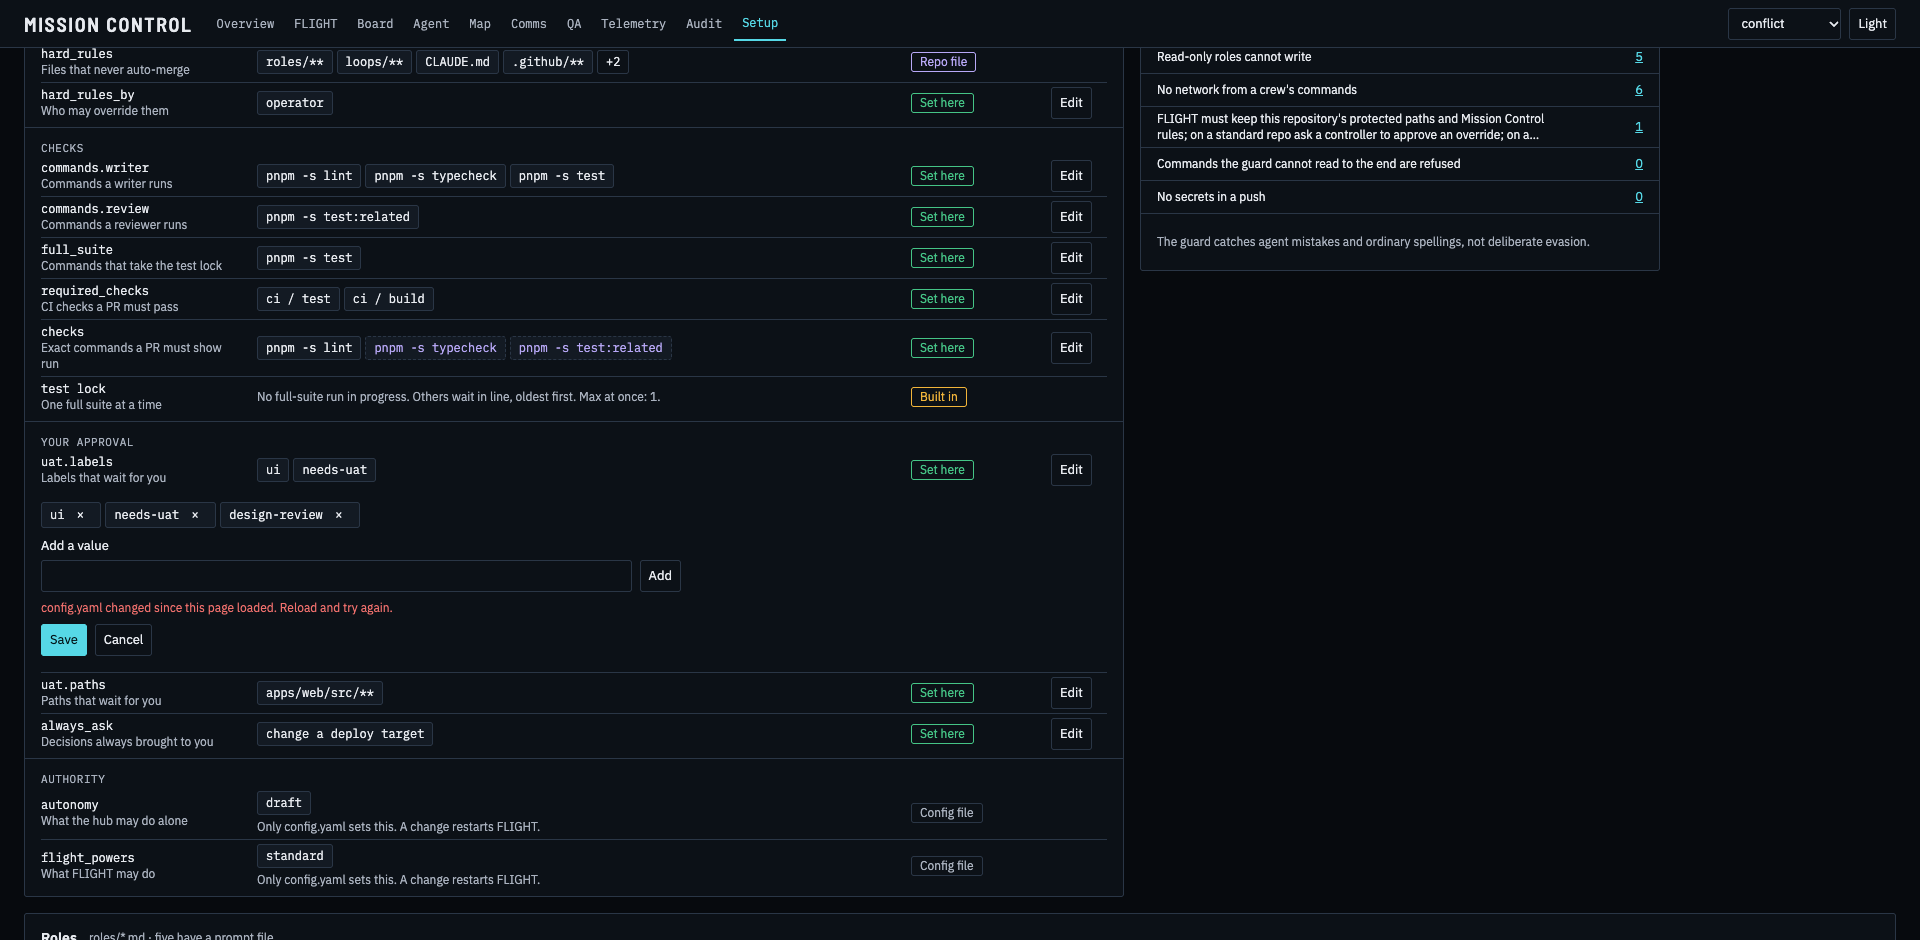 MISSION CONTROL Overview FLIGHT Board Agent Map Comms QA Telemetry Audit Setup conflict Light
hard_rules
Files that never auto-merge
roles/** loops/** CLAUDE.md .github/** +2
Repo file
hard_rules_by
Who may override them
operator
Set here
Edit
CHECKS
commands.writer
Commands a writer runs
pnpm -s lint pnpm -s typecheck pnpm -s test
Set here
Edit
commands.review
Commands a reviewer runs
pnpm -s test:related
Set here
Edit
full_suite
Commands that take the test lock
pnpm -s test
Set here
Edit
required_checks
CI checks a PR must pass
ci / test ci / build
Set here
Edit
checks
Exact commands a PR must show
run
pnpm -s lint pnpm -s typecheck pnpm -s test:related
Set here
Edit
test lock
One full suite at a time
No full-suite run in progress. Others wait in line, oldest first. Max at once: 1.
Built in
YOUR APPROVAL
uat.labels
Labels that wait for you
ui needs-uat
Set here
Edit
ui × needs-uat × design-review ×
Add a value
Add
config.yaml changed since this page loaded. Reload and try again.
Save Cancel
uat.paths
Paths that wait for you
apps/web/src/**
Set here
Edit
always_ask
Decisions always brought to you
change a deploy target
Set here
Edit
AUTHORITY
autonomy
What the hub may do alone
draft
Only config.yaml sets this. A change restarts FLIGHT.
Config file
flight_powers
What FLIGHT may do
standard
Only config.yaml sets this. A change restarts FLIGHT.
Config file
Read-only roles cannot write 5
No network from a crew's commands 6
FLIGHT must keep this repository's protected paths and Mission Control
rules; on a standard repo ask a controller to approve an override; on a... 1
Commands the guard cannot read to the end are refused 0
No secrets in a push 0
The guard catches agent mistakes and ordinary spellings, not deliberate evasion.
Roles roles/*.md · five have a prompt file